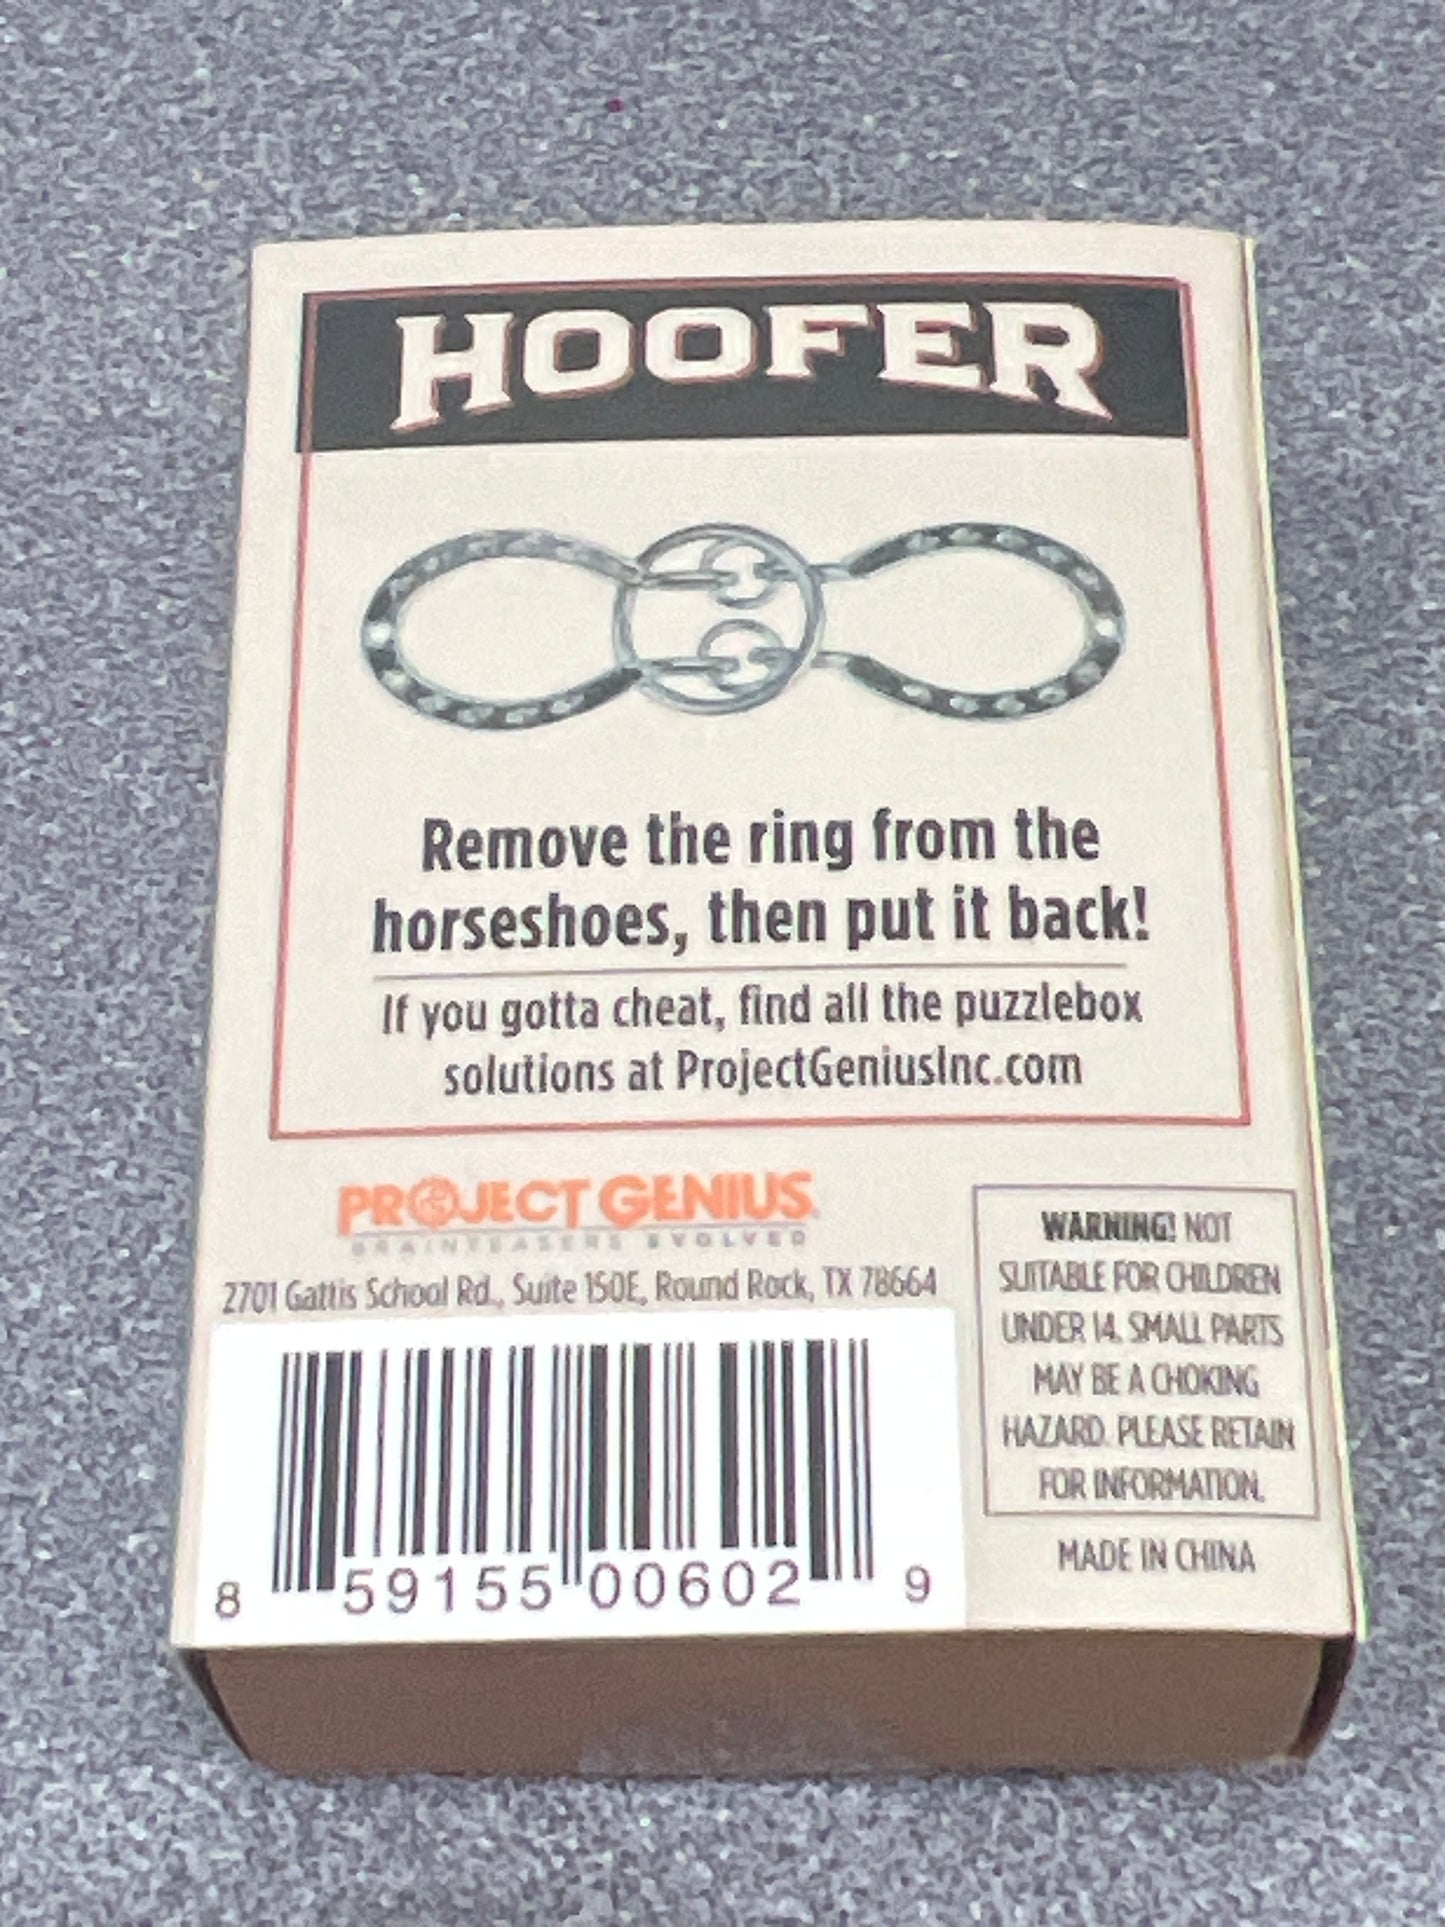 HOOFER
Remove the ring from the
horseshoes, then put it back!
If you gotta cheat, find all the puzzlebox
solutions at ProjectGeniusInc.com
PROJECT GENIUS
BRAINTEASERS EVOLVED
2701 Gattis School Rd., Suite 150E, Round Rock, TX 78664
WARNING! NOT
SUITABLE FOR CHILDREN
UNDER 14. SMALL PARTS
MAY BE A CHOKING
HAZARD. PLEASE RETAIN
FOR INFORMATION.
MADE IN CHINA
8 59155 00602 9